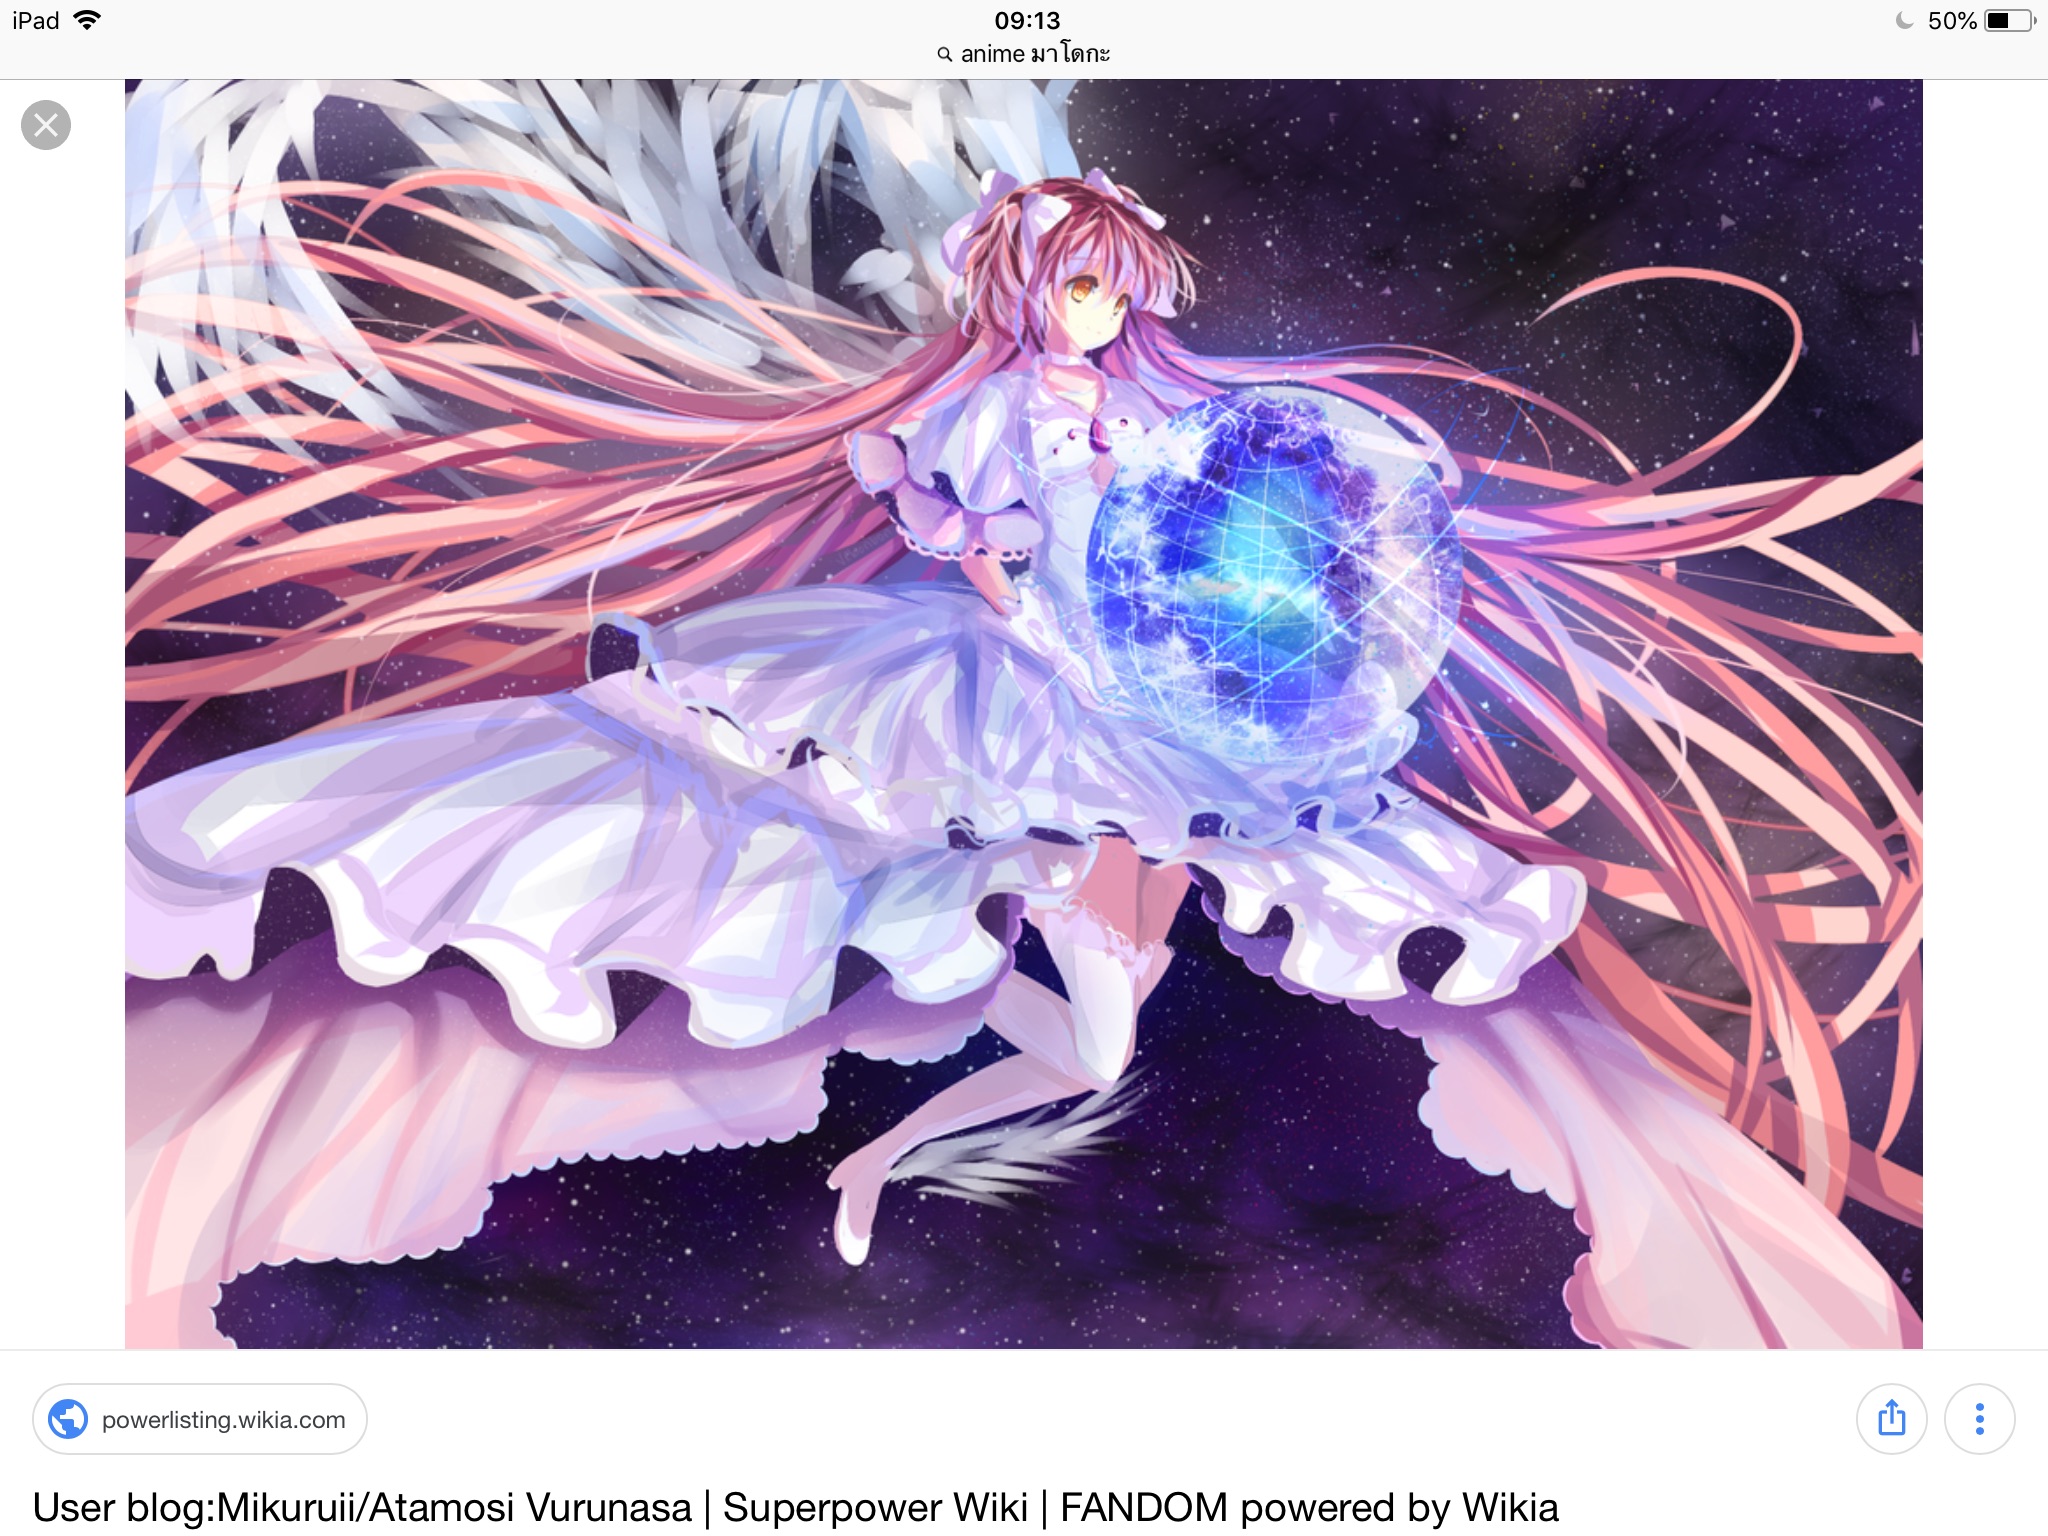 iPad 09:13 50%
anime มาโดกะ
powerlisting.wikia.com
User blog:Mikuruii/Atamosi Vurunasa | Superpower Wiki | FANDOM powered by Wikia